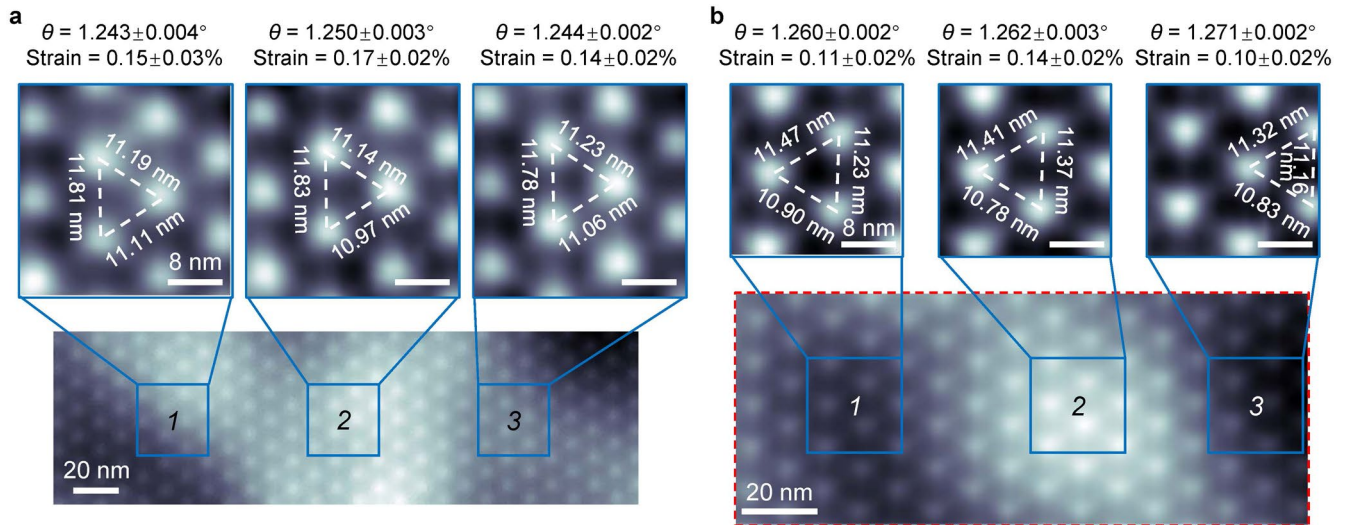 a
θ = 1.243±0.004°
Strain = 0.15±0.03%
θ = 1.250±0.003°
Strain = 0.17±0.02%
θ = 1.244±0.002°
Strain = 0.14±0.02%
11.19 nm
11.81 nm
11.11 nm
8 nm
11.14 nm
11.83 nm
10.97 nm
11.23 nm
11.78 nm
11.06 nm
1
2
3
20 nm
b
θ = 1.260±0.002°
Strain = 0.11±0.02%
θ = 1.262±0.003°
Strain = 0.14±0.02%
θ = 1.271±0.002°
Strain = 0.10±0.02%
11.47 nm
11.23 nm
10.90 nm
8 nm
11.41 nm
11.37 nm
10.78 nm
11.32 nm
11.16
nm
10.83 nm
1
2
3
20 nm